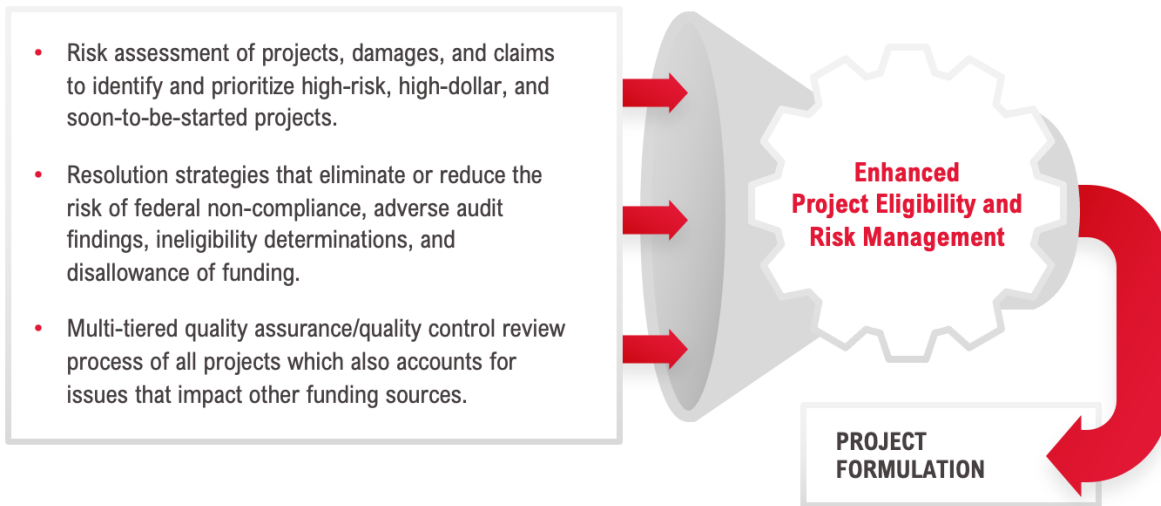 • Risk assessment of projects, damages, and claims
to identify and prioritize high-risk, high-dollar, and
soon-to-be-started projects.
• Resolution strategies that eliminate or reduce the
risk of federal non-compliance, adverse audit
findings, ineligibility determinations, and
disallowance of funding.
• Multi-tiered quality assurance/quality control review
process of all projects which also accounts for
issues that impact other funding sources.
Enhanced
Project Eligibility and
Risk Management
PROJECT
FORMULATION